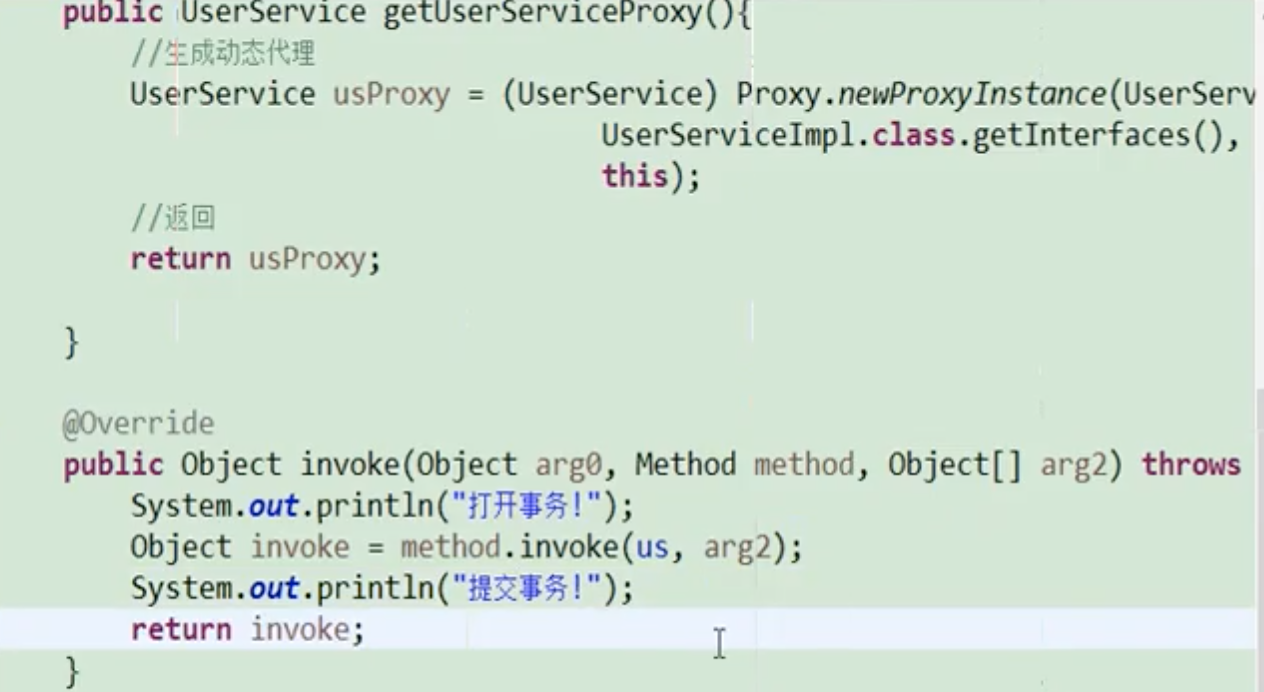 public UserService getUserServiceProxy(){
//生成动态代理
UserService usProxy = (UserService) Proxy.newProxyInstance(UserServ
UserServiceImpl.class.getInterfaces(),
this);
//返回
return usProxy;
}
@Override
public Object invoke(Object arg0, Method method, Object[] arg2) throws
System.out.println("打开事务!");
Object invoke = method.invoke(us, arg2);
System.out.println("提交事务!");
return invoke;
}